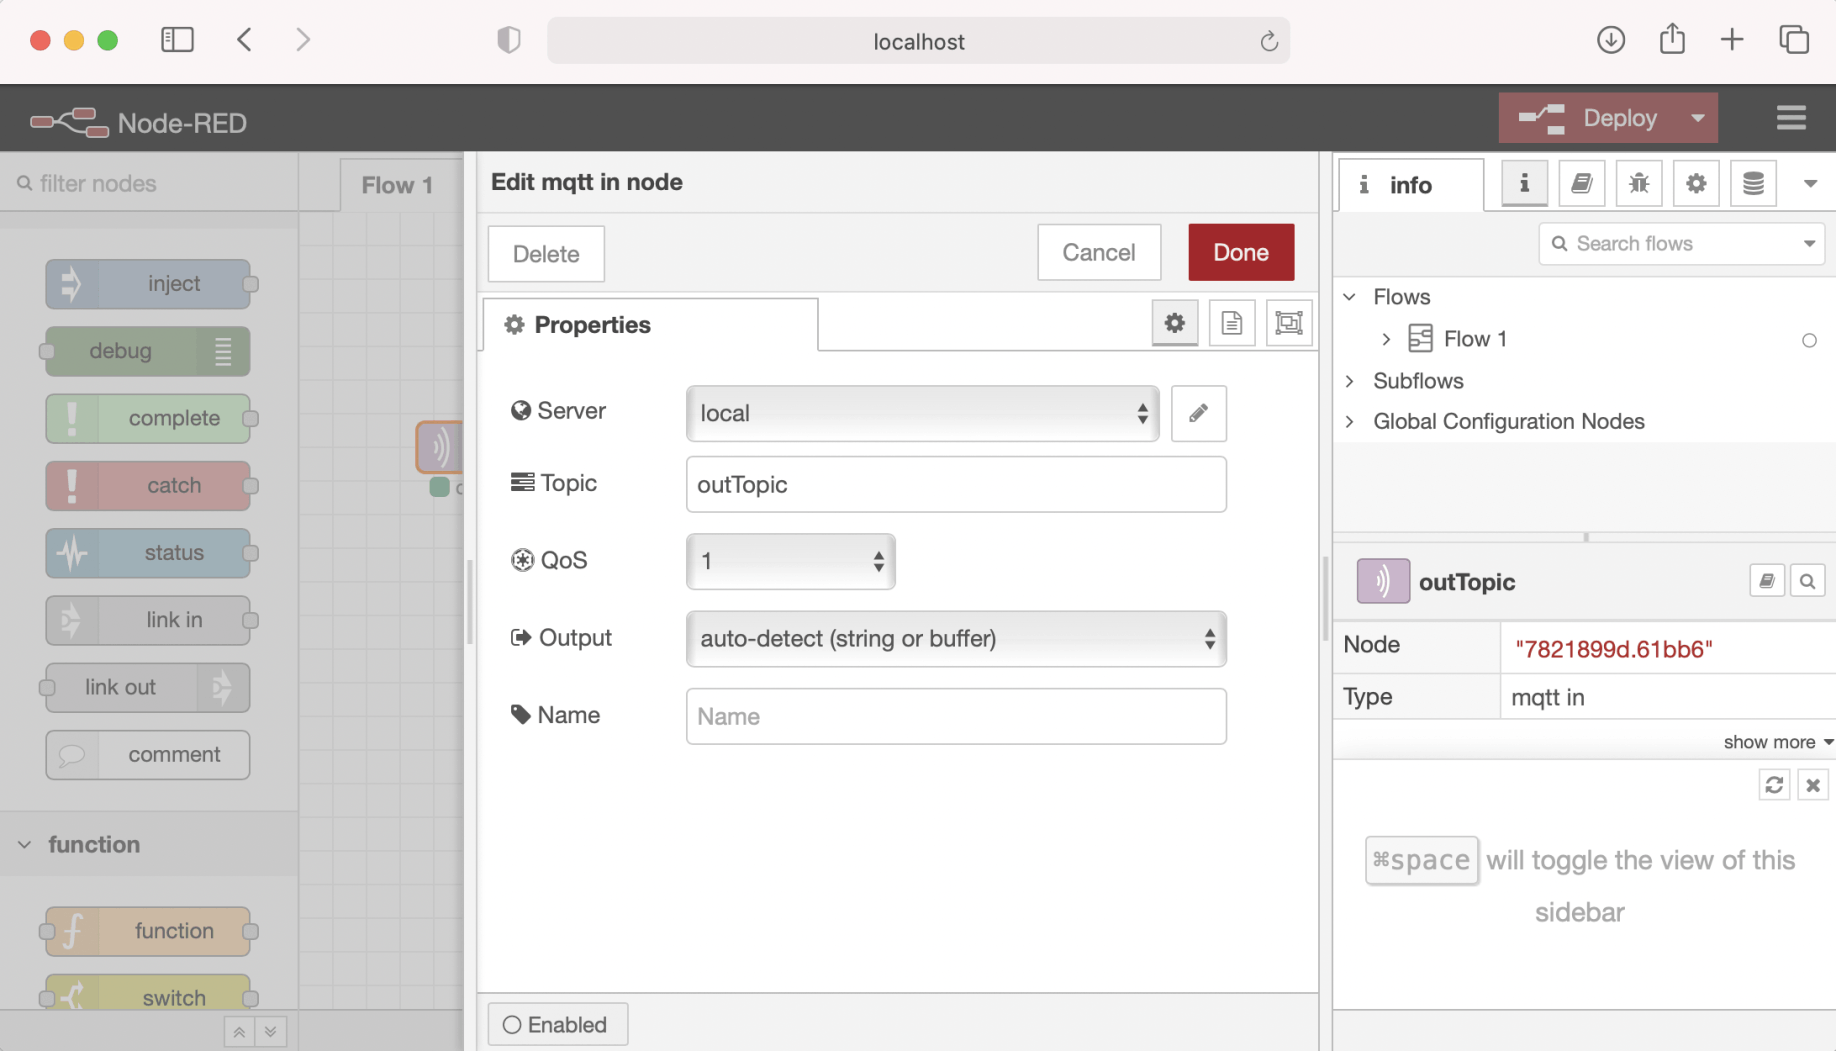 localhost
Node-RED
Deploy
filter nodes
Flow 1
inject
debug
complete
catch
status
link in
link out
comment
function
function
switch
Edit mqtt in node
Delete
Cancel
Done
Properties
Server
local
Topic
outTopic
QoS
1
Output
auto-detect (string or buffer)
Name
Name
Enabled
i info
i
Search flows
Flows
Flow 1
Subflows
Global Configuration Nodes
outTopic
Node
"7821899d.61bb6"
Type
mqtt in
show more
⌘space will toggle the view of this
sidebar